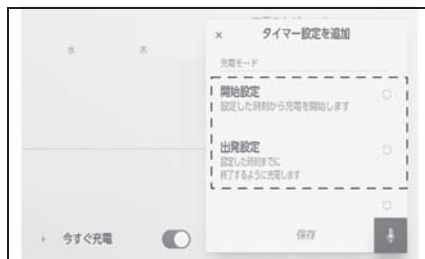 水 木
× タイマー設定を追加
充電モード
開始設定
設定した時刻から充電を開始します
出発設定
設定した時刻までに
終了するように充電します
今すぐ充電
保存